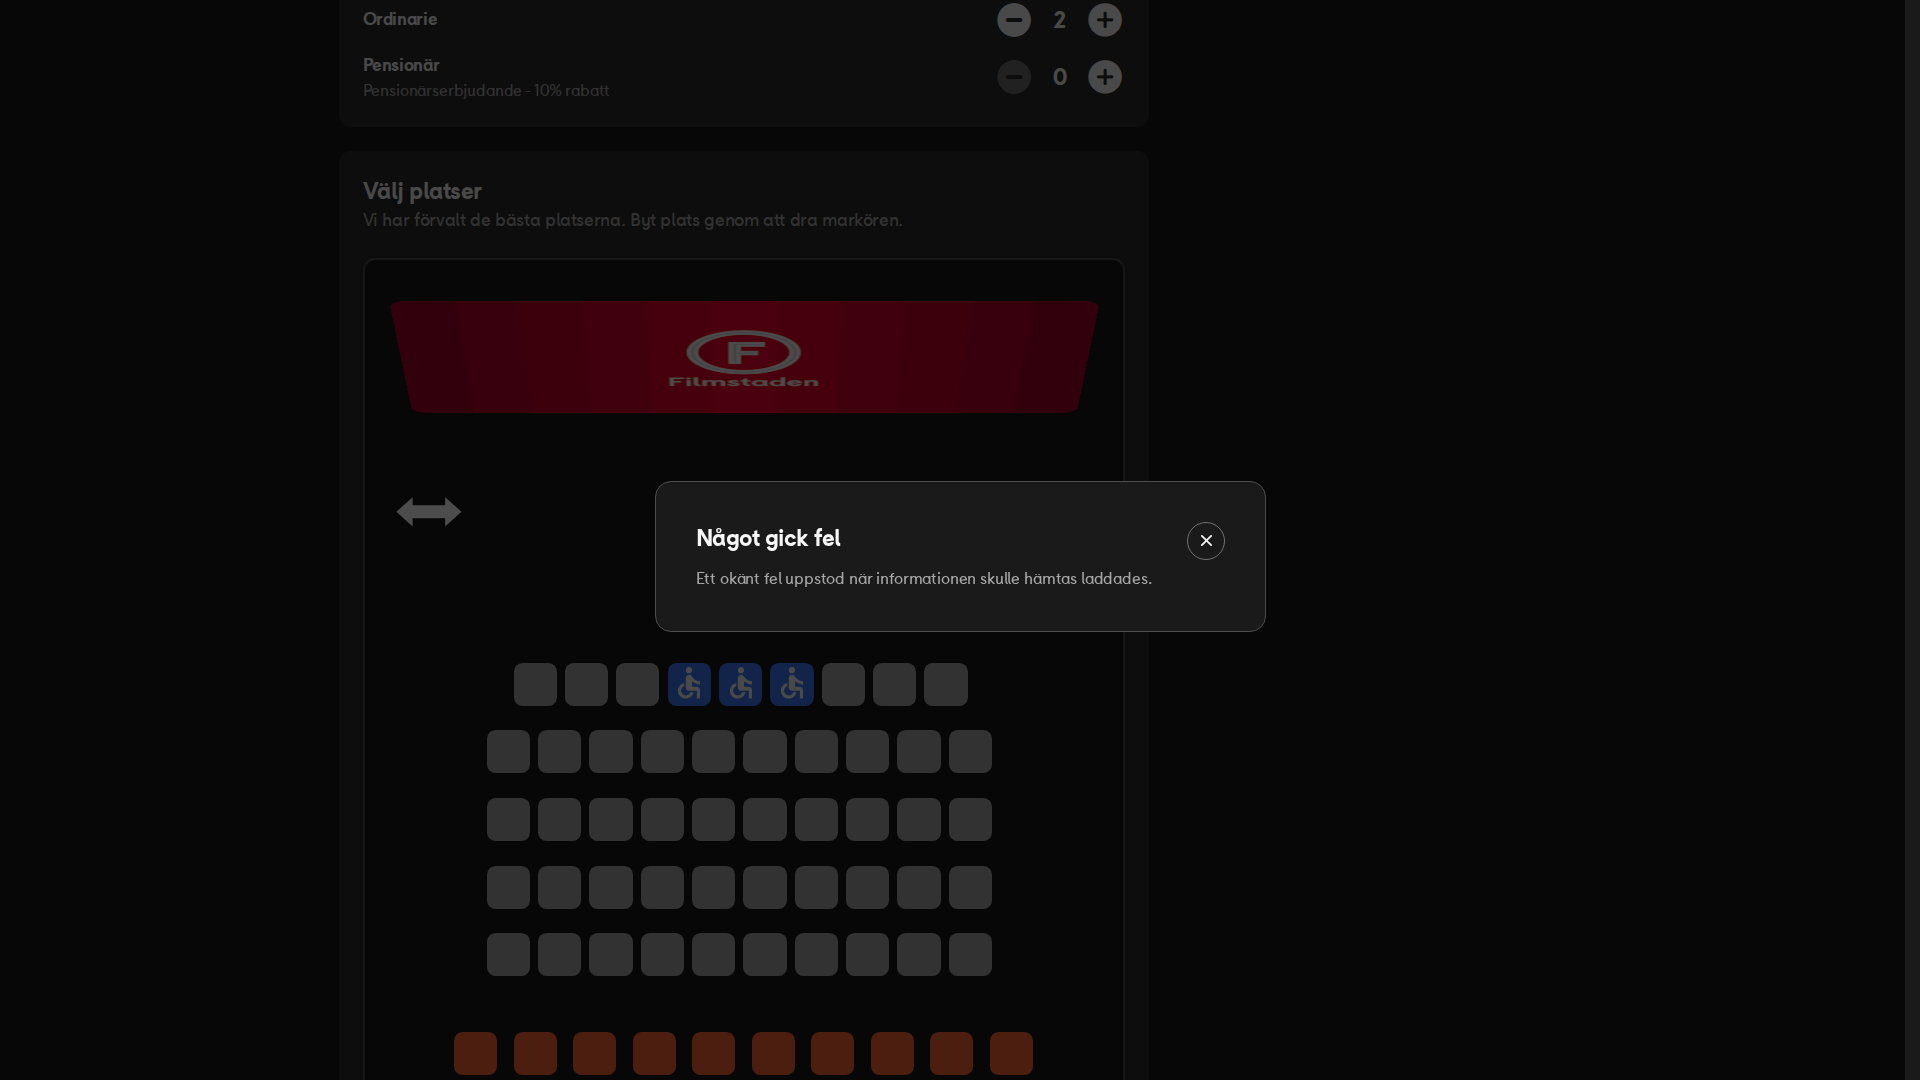 Ordinarie
2
Pensionär
Pensionärserbjudande - 10% rabatt
0
Välj platser
Vi har förvalt de bästa platserna. Byt plats genom att dra markören.
F
Filmstaden
Något gick fel
Ett okänt fel uppstod när informationen skulle hämtas laddades.